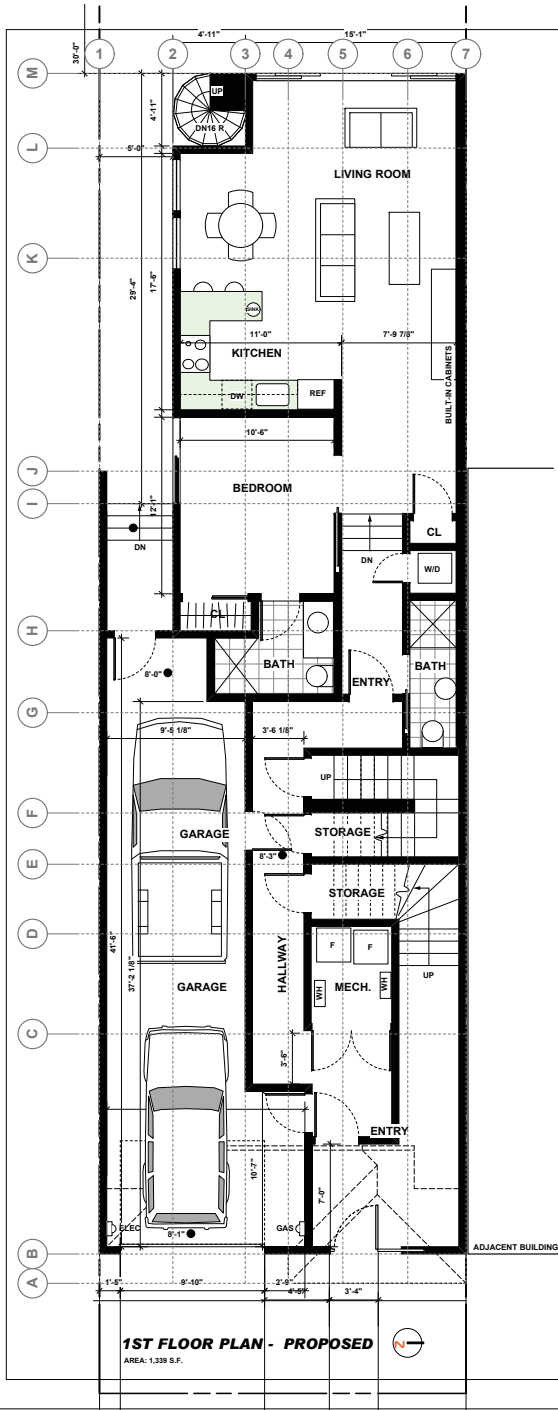 4'-11"
15'-1"
1
2
3
4
5
6
7
30'-0"
M
UP
4'-11"
DN16 R
L
5'-0"
LIVING ROOM
K
29'-4"
17'-6"
SINK
11'-0"
7'-9 7/8"
KITCHEN
BUILT-IN CABINETS
DW
REF
10'-6"
J
BEDROOM
I
12'-1"
CL
DN
DN
W/D
CL
H
BATH
BATH
8'-0"
ENTRY
G
9'-5 1/8"
3'-6 1/8"
UP
F
GARAGE
STORAGE
8'-3"
E
STORAGE
D
41'-6"
37'-2 1/8"
HALLWAY
F
F
UP
GARAGE
WH
MECH.
WH
C
3'-6"
ENTRY
10'-7"
7'-0"
ELEC
8'-1"
GAS
B
ADJACENT BUILDING
A
1'-5"
9'-10"
2'-9"
4'-5"
3'-4"
1ST FLOOR PLAN - PROPOSED
Z
AREA: 1,339 S.F.